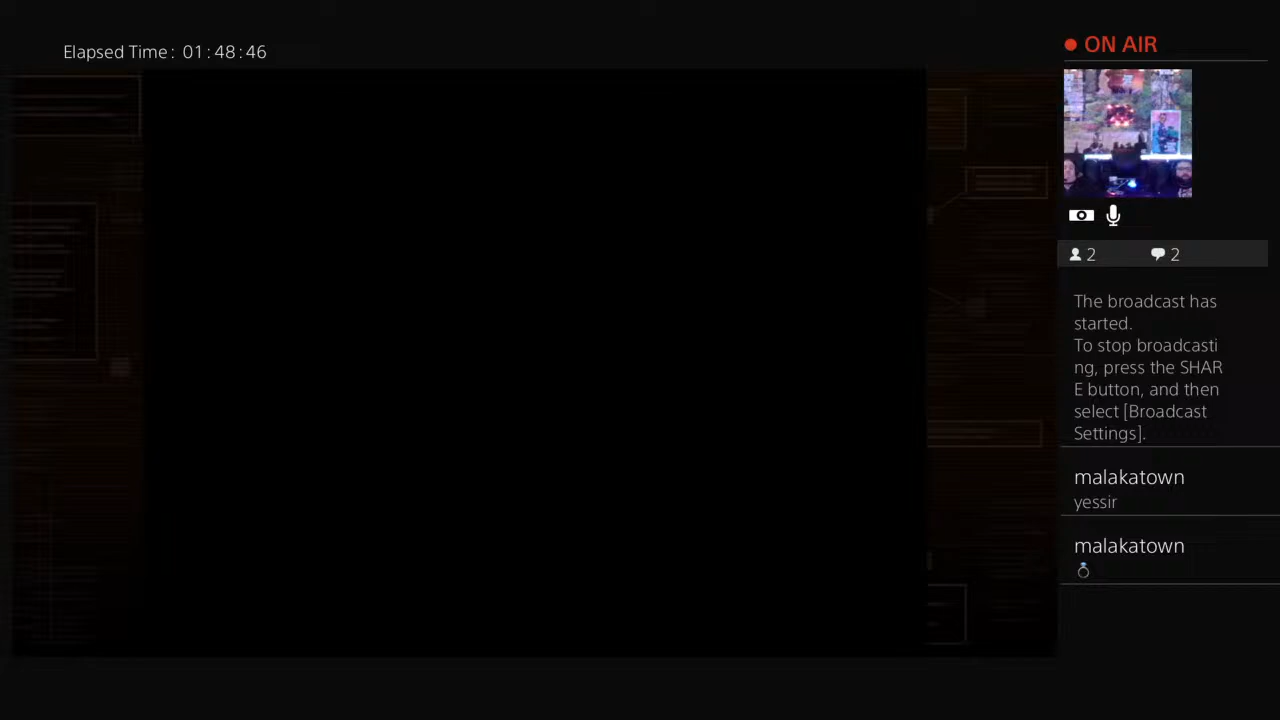 Elapsed Time: 01:48:46
ON AIR
2
2
The broadcast has
started.
To stop broadcasti
ng, press the SHAR
E button, and then
select [Broadcast
Settings].
malakatown
yessir
malakatown
💍